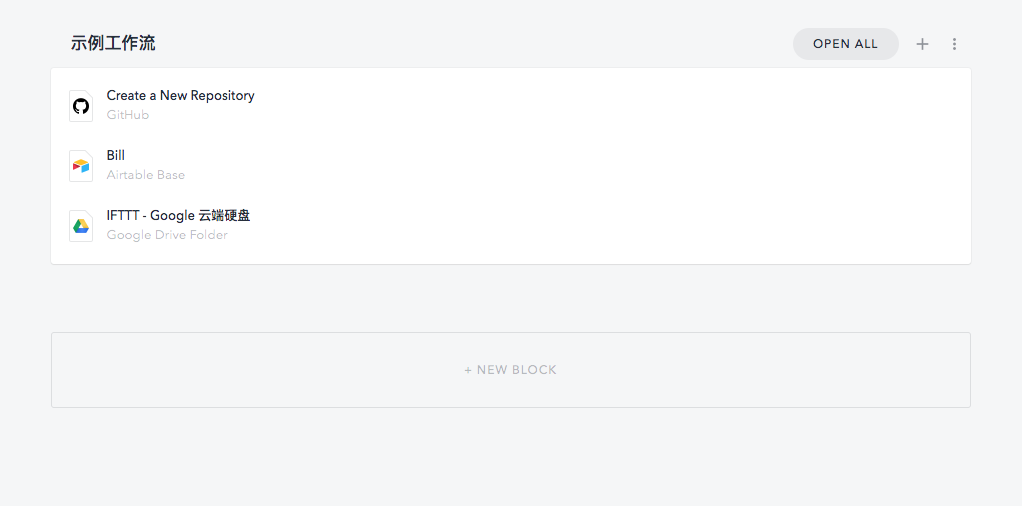 示例工作流
OPEN ALL
Create a New Repository
GitHub
Bill
Airtable Base
IFTTT - Google 云端硬盘
Google Drive Folder
+ NEW BLOCK